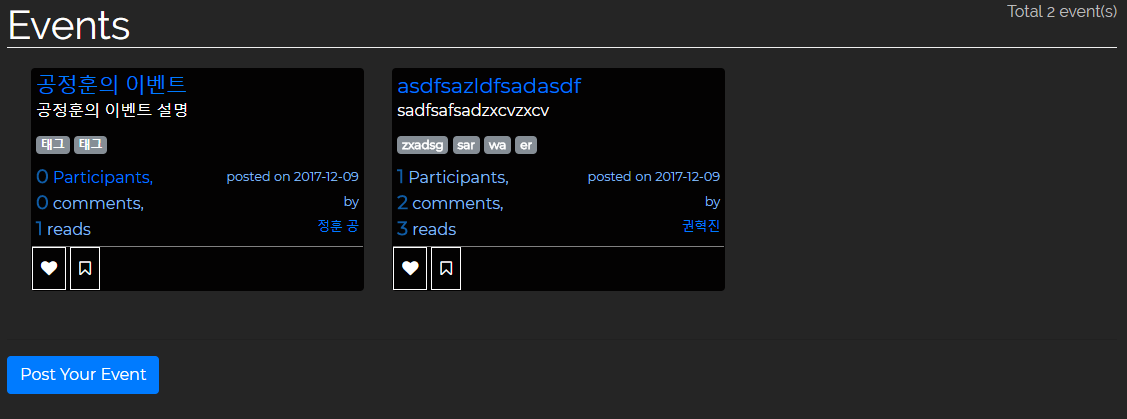 Events
Total 2 event(s)
공정훈의 이벤트
공정훈의 이벤트 설명
태그 태그
0 Participants,
0 comments,
1 reads
posted on 2017-12-09
by
정훈 공
asdfsazldfsadasdf
sadfsafsadzxcvzxcv
zxadsg sar wa er
1 Participants,
2 comments,
3 reads
posted on 2017-12-09
by
권혁진
Post Your Event